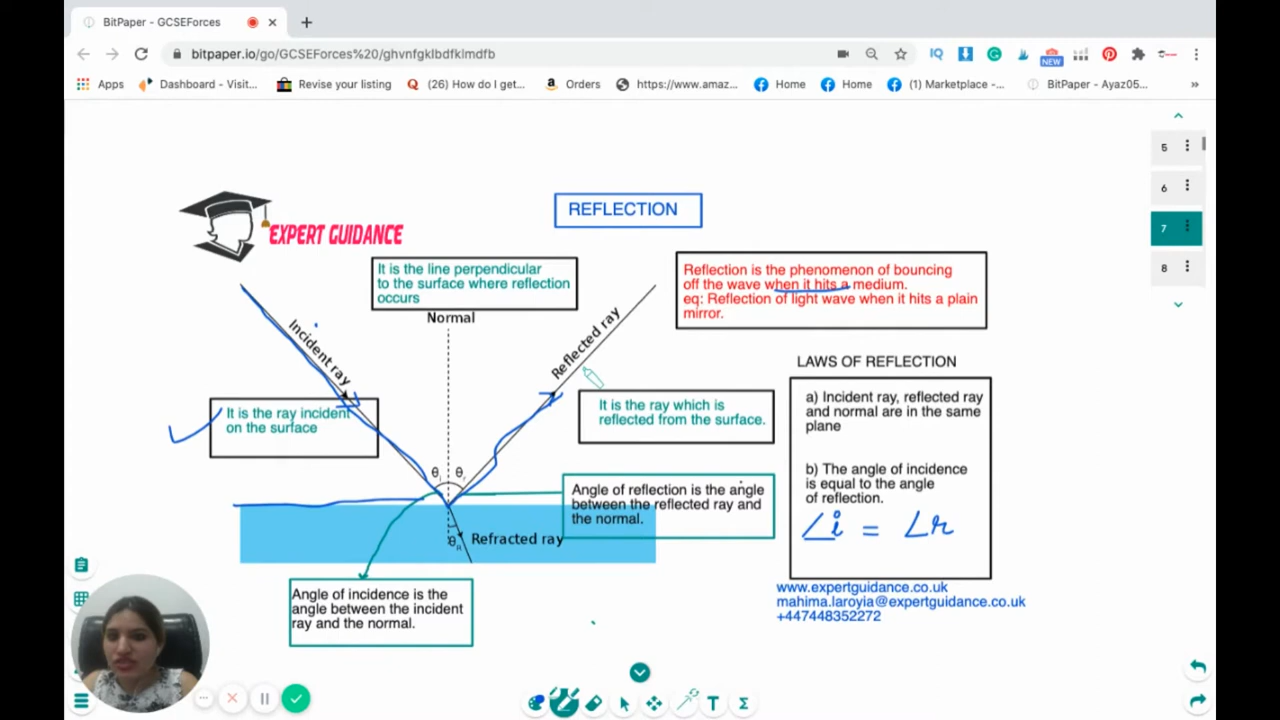 BitPaper - GCSEForces
bitpaper.io/go/GCSEForces%20/ghvnfgklbdfklmdfb
NEW
Apps
Dashboard - Visit...
Revise your listing
(26) How do I get...
Orders
https://www.amaz...
Home
Home
(1) Marketplace -...
BitPaper - Ayaz05...
»
5
6
7
8
EXPERT GUIDANCE
REFLECTION
It is the line perpendicular
to the surface where reflection
occurs
Normal
Reflection is the phenomenon of bouncing
off the wave when it hits a medium.
eq: Reflection of light wave when it hits a plain
mirror.
Incident ray
Reflected ray
It is the ray incident
on the surface
It is the ray which is
reflected from the surface.
LAWS OF REFLECTION
a) Incident ray, reflected ray
and normal are in the same
plane
b) The angle of incidence
is equal to the angle
of reflection.
∠i = ∠r
θi θr
Angle of reflection is the angle
between the reflected ray and
the normal.
θR Refracted ray
Angle of incidence is the
angle between the incident
ray and the normal.
www.expertguidance.co.uk
mahima.laroyia@expertguidance.co.uk
+447448352272
T
Σ